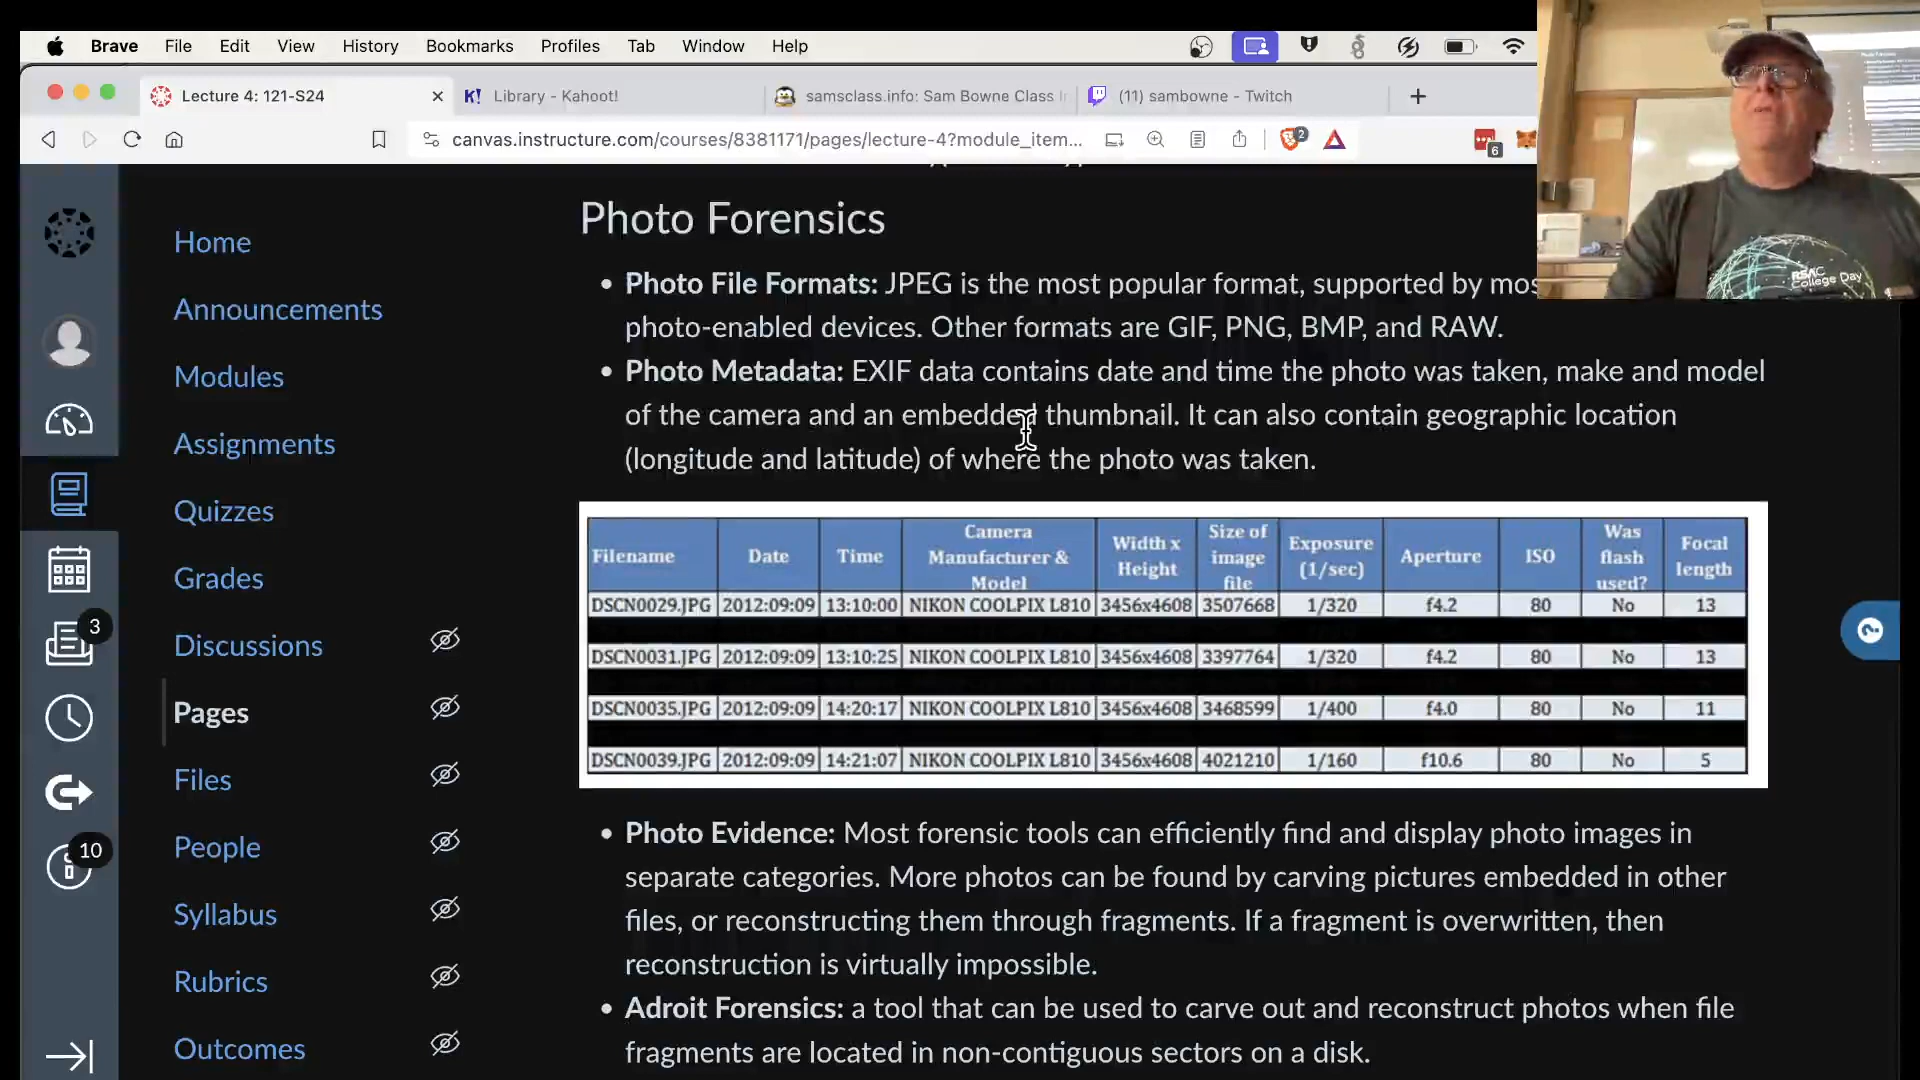 Brave File Edit View History Bookmarks Profiles Tab Window Help
Lecture 4: 121-S24
Library - Kahoot!
samsclass.info: Sam Bowne Class I
(11) sambowne - Twitch
canvas.instructure.com/courses/8381171/pages/lecture-4?module_item...
2
6
Home
Announcements
Modules
Assignments
Quizzes
Grades
Discussions
Pages
Files
People
Syllabus
Rubrics
Outcomes
3
10
Photo Forensics
• Photo File Formats: JPEG is the most popular format, supported by mos
photo-enabled devices. Other formats are GIF, PNG, BMP, and RAW.
• Photo Metadata: EXIF data contains date and time the photo was taken, make and model
of the camera and an embedded thumbnail. It can also contain geographic location
(longitude and latitude) of where the photo was taken.
Filename Date Time Camera Manufacturer & Model Width x Height Size of image file Exposure (1/sec) Aperture ISO Was flash used? Focal length
DSCN0029.JPG 2012:09:09 13:10:00 NIKON COOLPIX L810 3456x4608 3507668 1/320 f4.2 80 No 13
DSCN0031.JPG 2012:09:09 13:10:25 NIKON COOLPIX L810 3456x4608 3397764 1/320 f4.2 80 No 13
DSCN0035.JPG 2012:09:09 14:20:17 NIKON COOLPIX L810 3456x4608 3468599 1/400 f4.0 80 No 11
DSCN0039.JPG 2012:09:09 14:21:07 NIKON COOLPIX L810 3456x4608 4021210 1/160 f10.6 80 No 5
• Photo Evidence: Most forensic tools can efficiently find and display photo images in
separate categories. More photos can be found by carving pictures embedded in other
files, or reconstructing them through fragments. If a fragment is overwritten, then
reconstruction is virtually impossible.
• Adroit Forensics: a tool that can be used to carve out and reconstruct photos when file
fragments are located in non-contiguous sectors on a disk.
RSAC
College Day